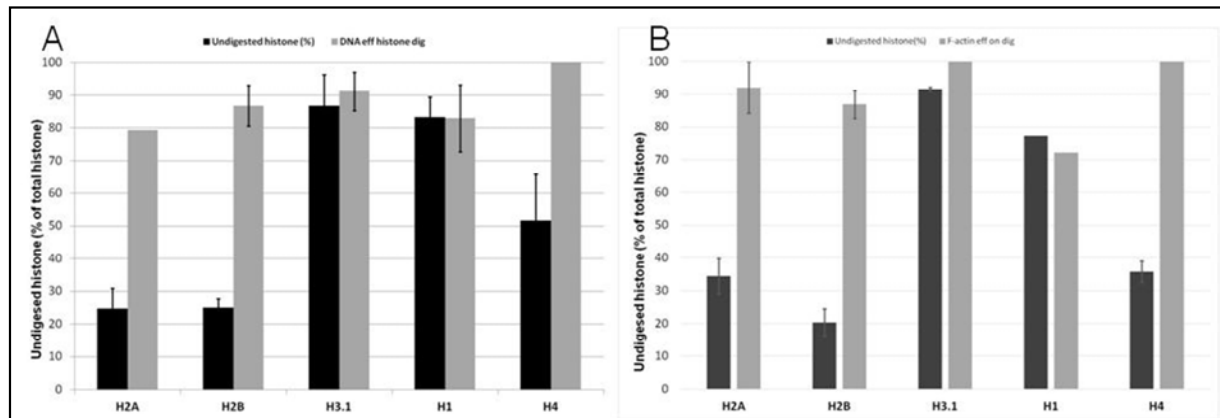 A
Undigested histone (%) DNA eff histone dig
Undigested histone (% of total histone)
100
90
80
70
60
50
40
30
20
10
0
H2A H2B H3.1 H1 H4
B
Undigested histone(%) F-actin eff on dig
Undigesed histone (% of total histone)
100
90
80
70
60
50
40
30
20
10
0
H2A H2B H3.1 H1 H4